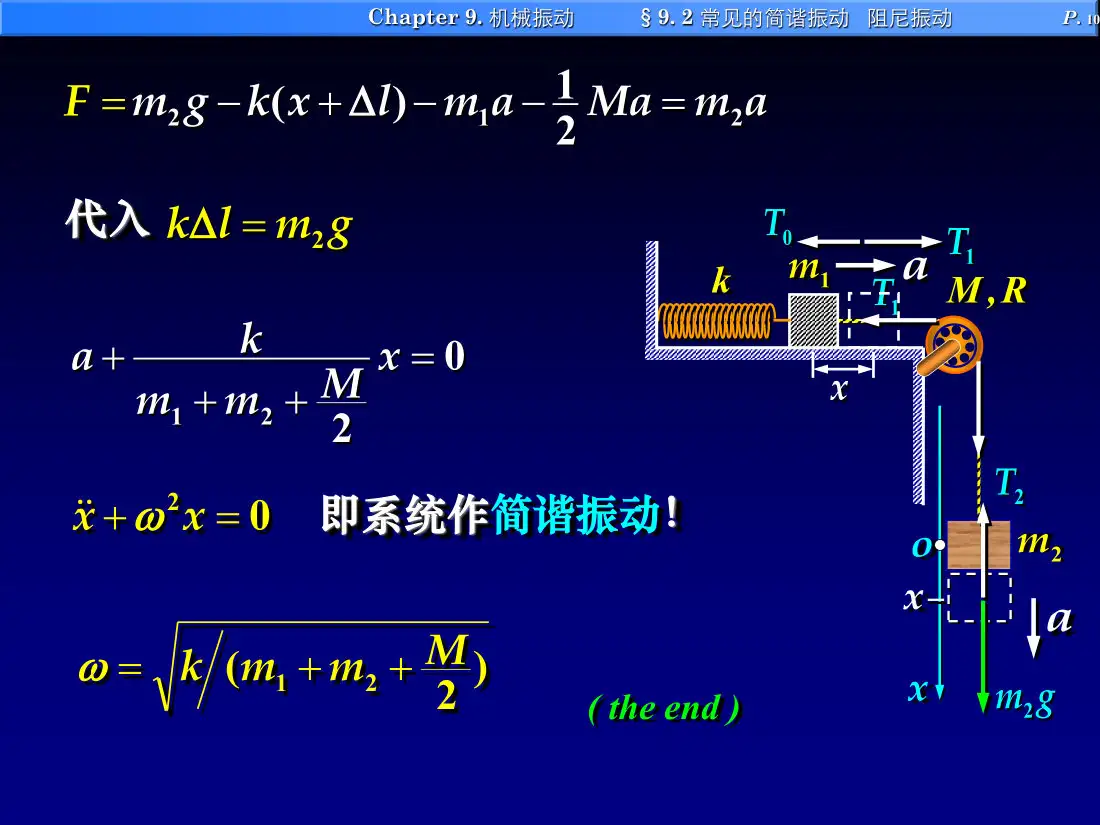 Chapter 9. 机械振动 §9. 2 常见的简谐振动 阻尼振动 P. 10
F = m₂g − k(x + Δl) − m₁a − 1/2 Ma = m₂a
代入 kΔl = m₂g
a + k/(m₁ + m₂ + M/2) x = 0
ẍ + ω²x = 0 即系统作简谐振动!
ω = √(k/(m₁ + m₂ + M/2))
( the end )
T₀
T₁
m₁
a
k
T₁
M , R
x
T₂
o
m₂
x
a
x
m₂g